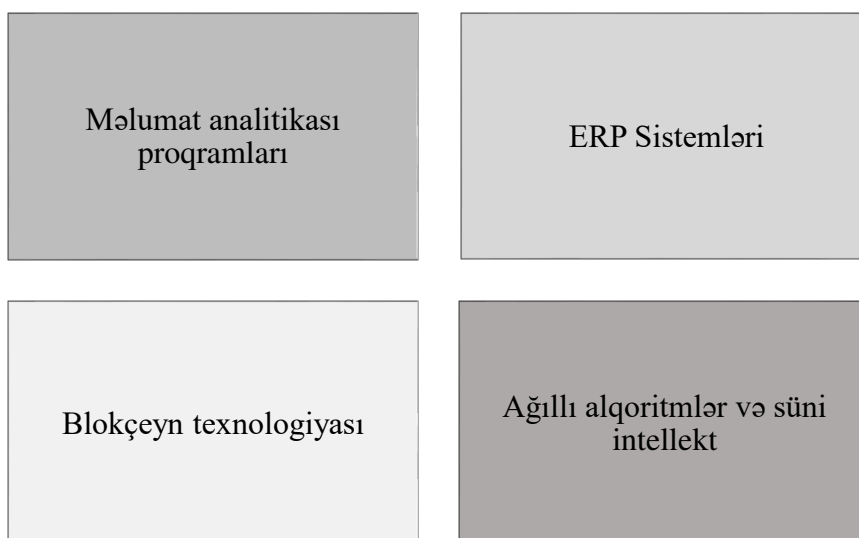 Məlumat analitikası
proqramları
ERP Sistemləri
Blokçeyn texnologiyası
Ağıllı alqoritmlər və süni
intellekt